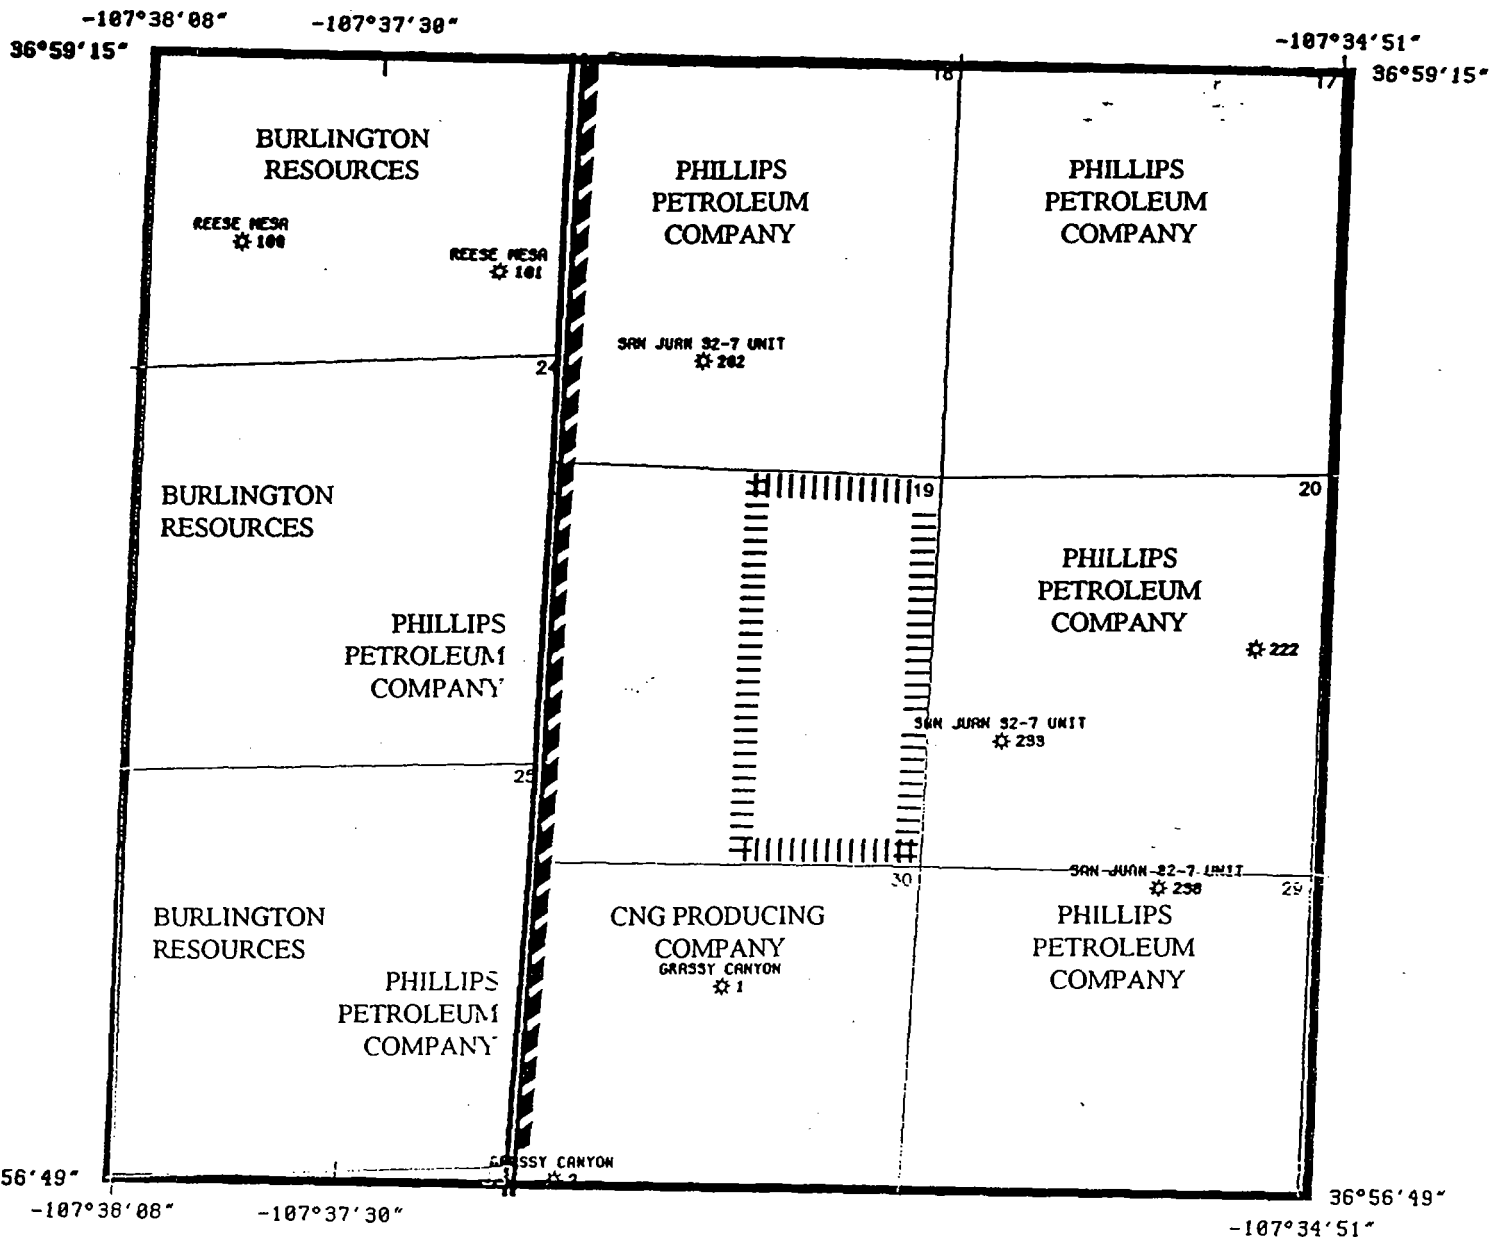 -107°38'08" -107°37'30"
-107°34'51"
36°59'15"
36°59'15"
18
17
BURLINGTON
RESOURCES
PHILLIPS
PETROLEUM
COMPANY
PHILLIPS
PETROLEUM
COMPANY
REESE MESA
100
REESE MESA
101
SAN JUAN 32-7 UNIT
202
24
19
20
BURLINGTON
RESOURCES
PHILLIPS
PETROLEUM
COMPANY
PHILLIPS
PETROLEUM
COMPANY
222
SAN JUAN 32-7 UNIT
233
25
30
SAN JUAN 32-7 UNIT
238
29
BURLINGTON
RESOURCES
CNG PRODUCING
COMPANY
GRASSY CANYON
1
PHILLIPS
PETROLEUM
COMPANY
PHILLIPS
PETROLEUM
COMPANY
GRASSY CANYON
2
56'49"
36°56'49"
-107°38'08" -107°37'30"
-107°34'51"